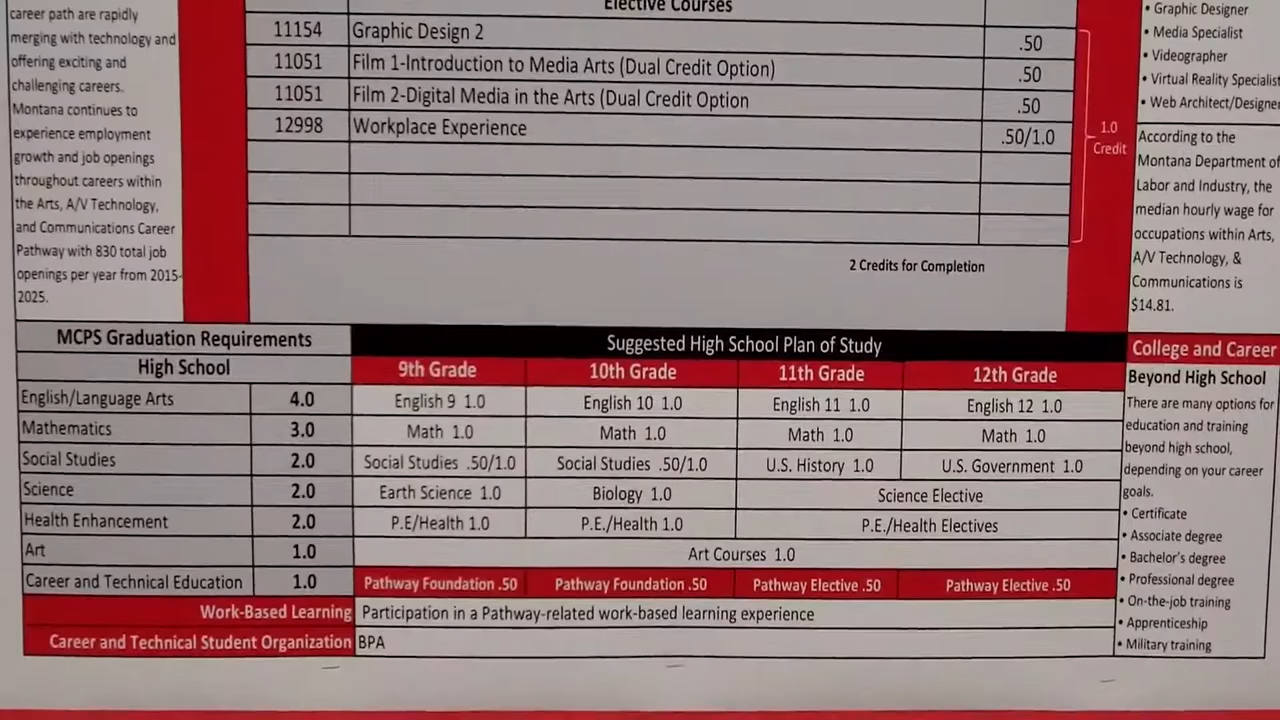 career path are rapidly
merging with technology and
offering exciting and
challenging careers.
Montana continues to
experience employment
growth and job openings
throughout careers within
the Arts, A/V Technology,
and Communications Career
Pathway with 830 total job
openings per year from 2015-
2025.
Elective Courses
11154 Graphic Design 2 .50
11051 Film 1-Introduction to Media Arts (Dual Credit Option) .50
11051 Film 2-Digital Media in the Arts (Dual Credit Option .50
12998 Workplace Experience .50/1.0
1.0
Credit
2 Credits for Completion
• Graphic Designer
• Media Specialist
• Videographer
• Virtual Reality Specialist
• Web Architect/Designer
According to the
Montana Department of
Labor and Industry, the
median hourly wage for
occupations within Arts,
A/V Technology, &
Communications is
$14.81.
MCPS Graduation Requirements Suggested High School Plan of Study
High School 9th Grade 10th Grade 11th Grade 12th Grade
English/Language Arts 4.0 English 9 1.0 English 10 1.0 English 11 1.0 English 12 1.0
Mathematics 3.0 Math 1.0 Math 1.0 Math 1.0 Math 1.0
Social Studies 2.0 Social Studies .50/1.0 Social Studies .50/1.0 U.S. History 1.0 U.S. Government 1.0
Science 2.0 Earth Science 1.0 Biology 1.0 Science Elective
Health Enhancement 2.0 P.E/Health 1.0 P.E./Health 1.0 P.E./Health Electives
Art 1.0 Art Courses 1.0
Career and Technical Education 1.0 Pathway Foundation .50 Pathway Foundation .50 Pathway Elective .50 Pathway Elective .50
Work-Based Learning Participation in a Pathway-related work-based learning experience
Career and Technical Student Organization BPA
College and Career
Beyond High School
There are many options for
education and training
beyond high school,
depending on your career
goals.
• Certificate
• Associate degree
• Bachelor's degree
• Professional degree
• On-the-job training
• Apprenticeship
• Military training